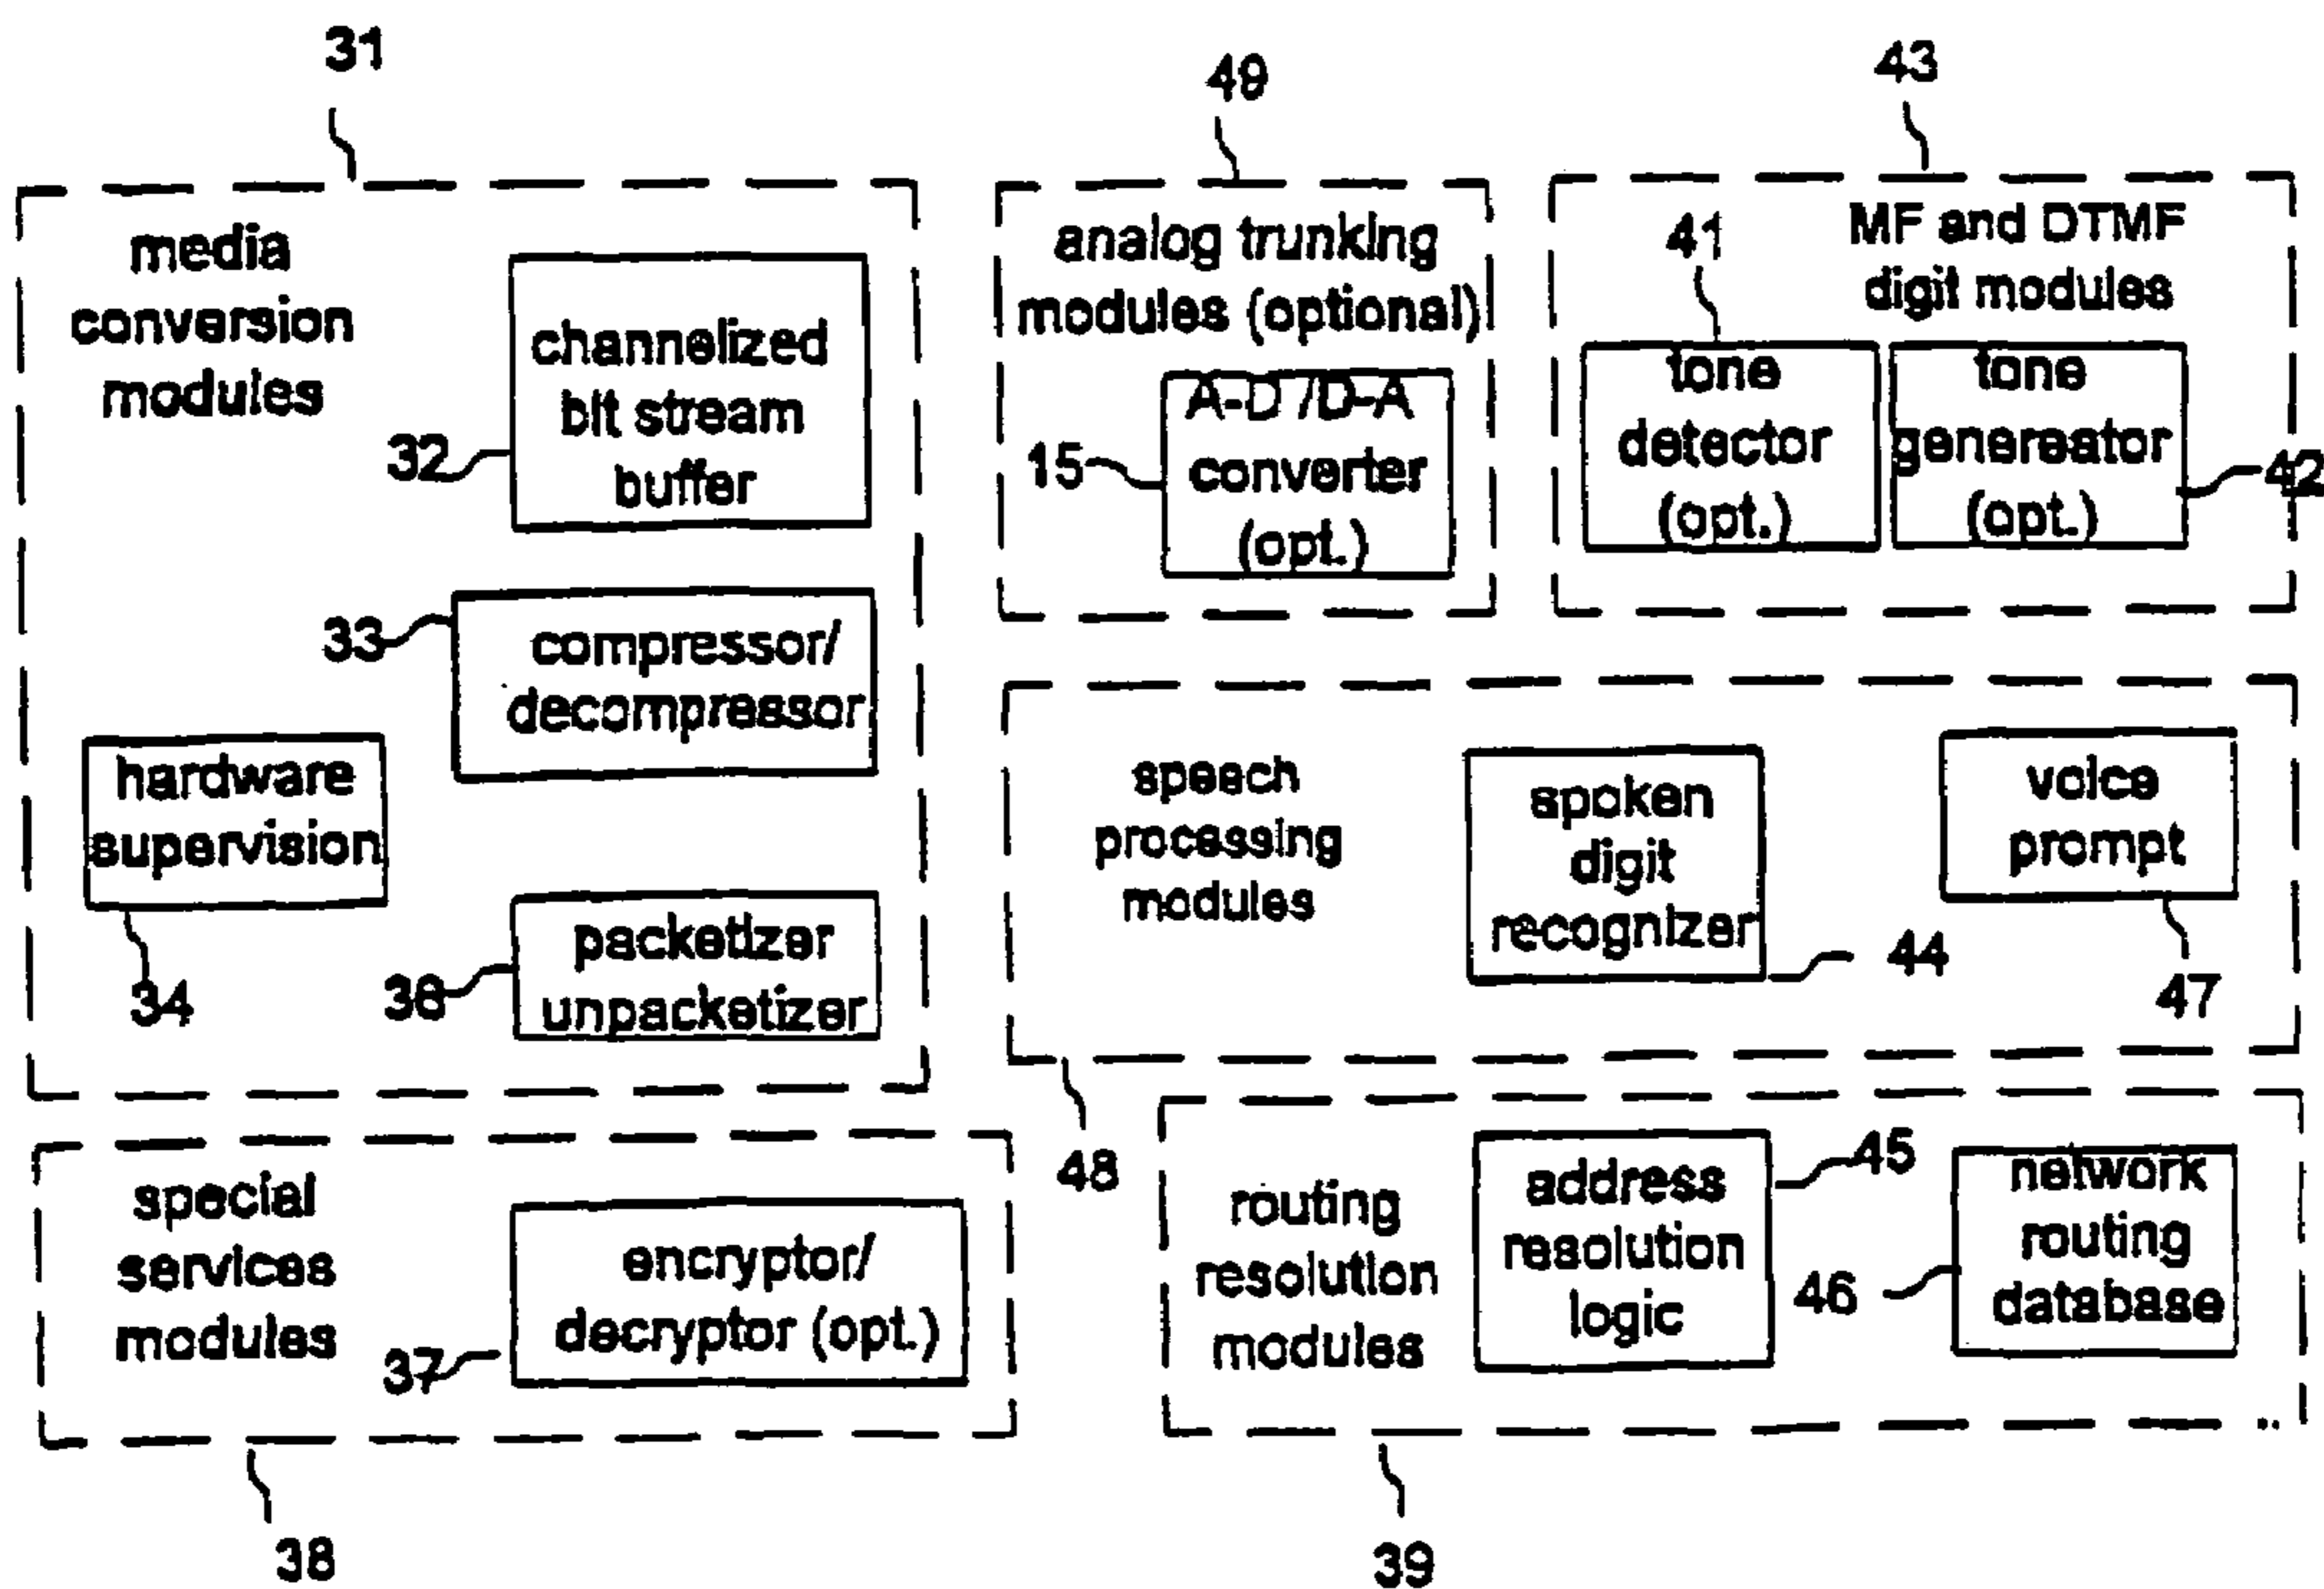 31
media
conversion
modules
channelized
bit stream
buffer
32
33
compressor/
decompressor
hardware
supervision
34
36
packetizer
unpacketizer
49
analog trunking
modules (optional)
A-D /D-A
converter
(opt.)
15
43
MF and DTMF
digit modules
41
tone
detector
(opt.)
tone
genereator
(opt.)
42
speech
processing
modules
spoken
digit
recognizer
44
voice
prompt
47
48
special
services
modules
encryptor/
decryptor (opt.)
37
38
routing
resolution
modules
address
resolution
logic
45
46
network
routing
database
39